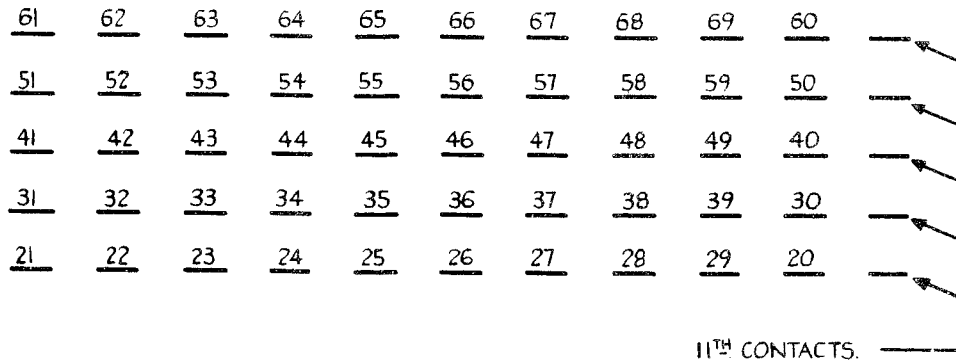 61 62 63 64 65 66 67 68 69 60
51 52 53 54 55 56 57 58 59 50
41 42 43 44 45 46 47 48 49 40
31 32 33 34 35 36 37 38 39 30
21 22 23 24 25 26 27 28 29 20
11TH CONTACTS.